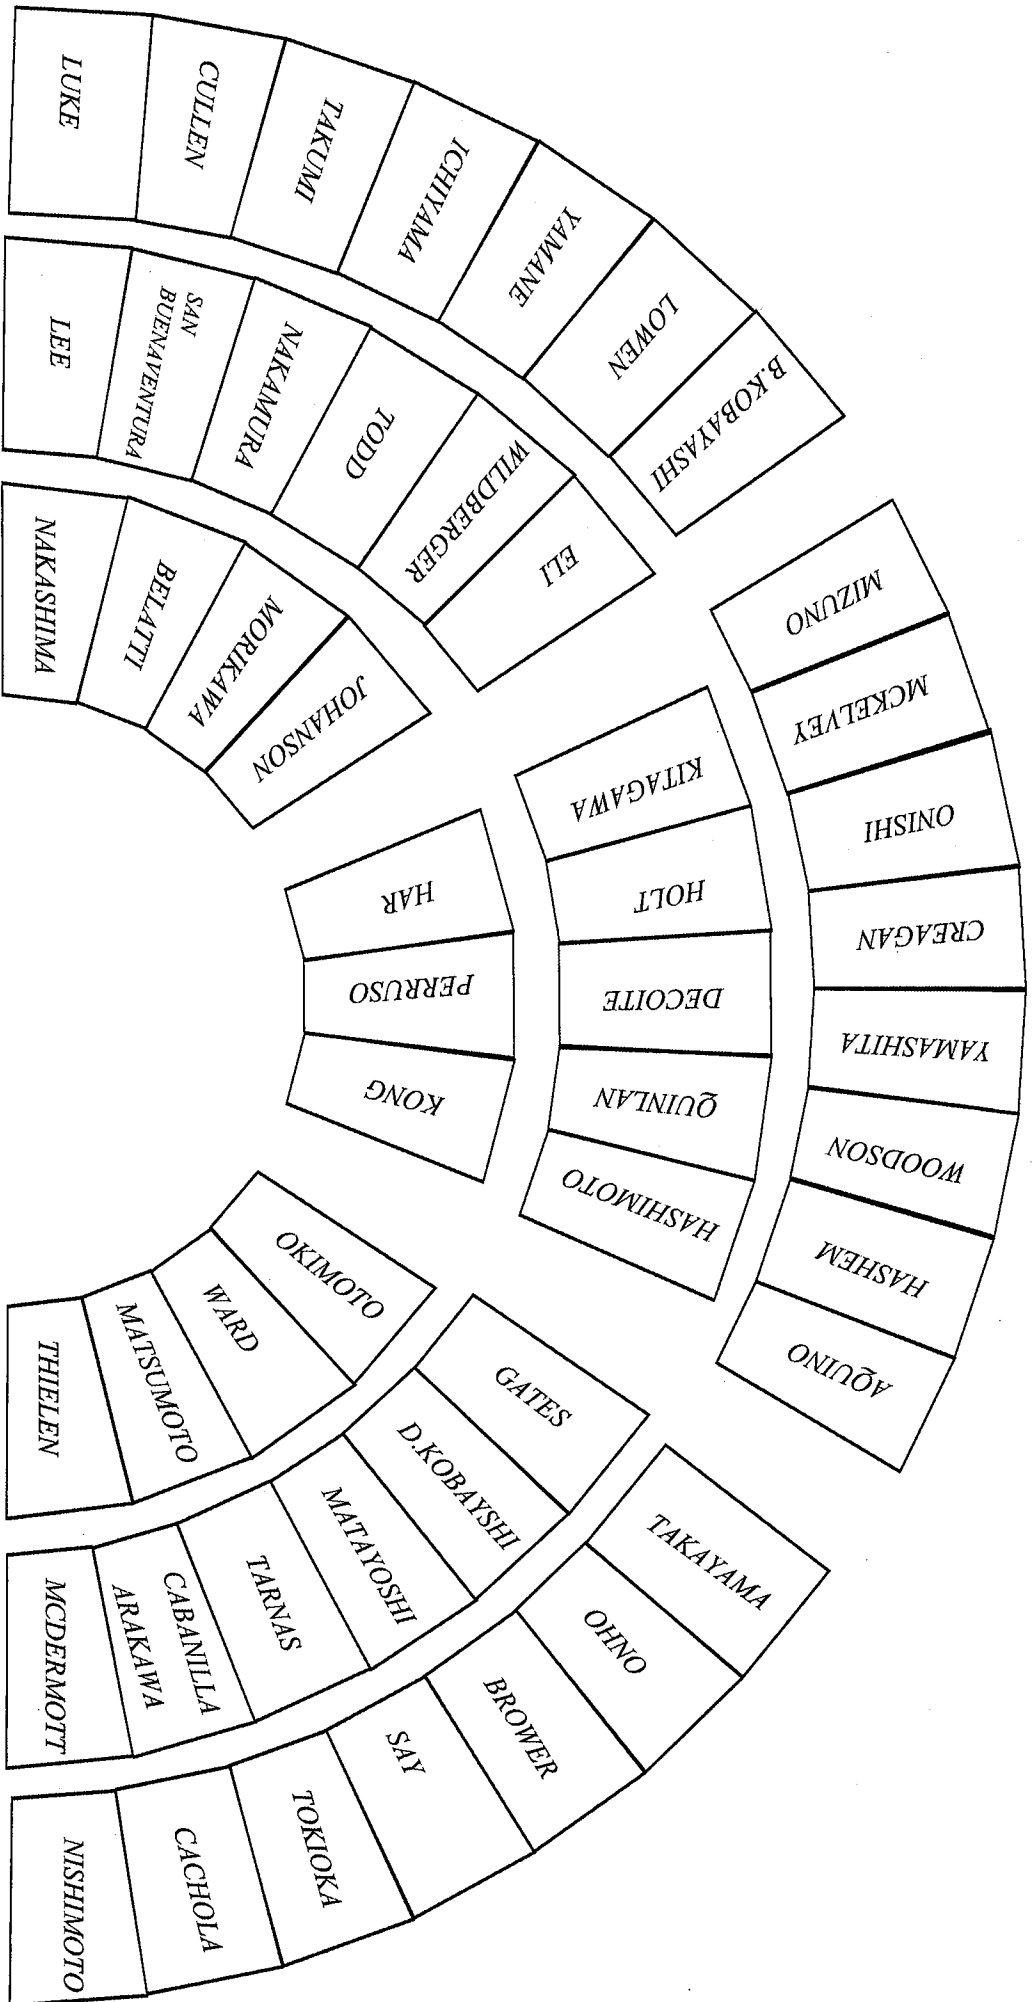 LUKE
CULLEN
TAKUMI
ICHIYAMA
YAMANE
LOWEN
B.KOBAYASHI
LEE
SAN
BUENAVENTURA
NAKAMURA
TODD
WILDBERGER
ELI
NAKASHIMA
BELATTI
MORIKAWA
JOHANSON
MIZUNO
MCKELVEY
ONISHI
CREAGAN
YAMASHITA
WOODSON
HASHEM
AQUINO
KITAGAWA
HOLT
DECOITE
QUINLAN
HASHIMOTO
HAR
PERRUSO
KONG
OKIMOTO
WARD
MATSUMOTO
THIELEN
GATES
D.KOBAYSHI
MATAYOSHI
TARNAS
CABANILLA
ARAKAWA
MCDERMOTT
TAKAYAMA
OHNO
BROWER
SAY
TOKIOKA
CACHOLA
NISHIMOTO